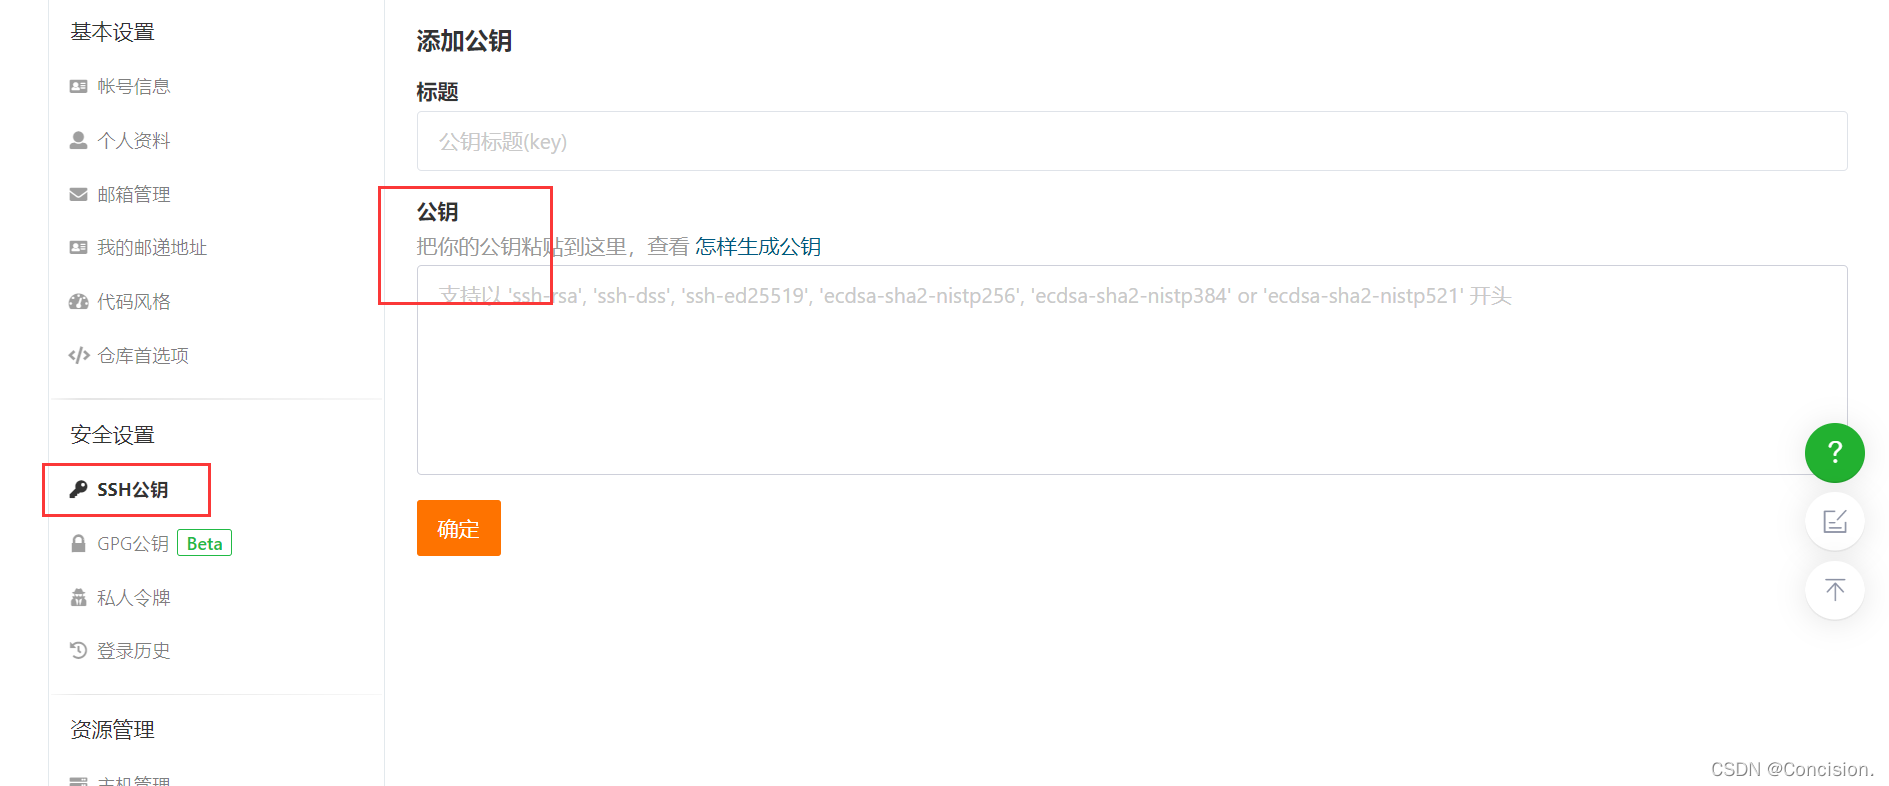 基本设置
帐号信息
个人资料
邮箱管理
我的邮递地址
代码风格
仓库首选项
安全设置
SSH公钥
GPG公钥 Beta
私人令牌
登录历史
资源管理
主机管理
添加公钥
标题
公钥标题(key)
公钥
把你的公钥粘贴到这里，查看 怎样生成公钥
支持以 'ssh-rsa', 'ssh-dss', 'ssh-ed25519', 'ecdsa-sha2-nistp256', 'ecdsa-sha2-nistp384' or 'ecdsa-sha2-nistp521' 开头
确定
?
CSDN @Concision.